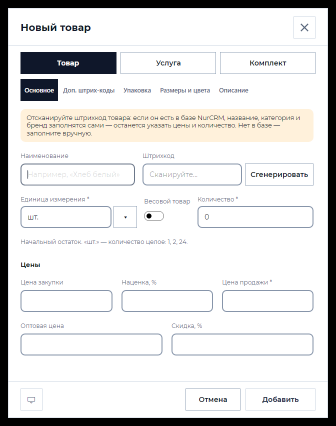 Новый товар
Товар Услуга Комплект
Основное Доп. штрих-коды Упаковка Размеры и цвета Описание
Отсканируйте штрихкод товара: если он есть в базе NurCRM, название, категория и
бренд заполнятся сами — останется указать цены и количество. Нет в базе —
заполните вручную.
Наименование Штрихкод
Например, «Хлеб белый» Сканируйте... Сгенерировать
Единица измерения * Весовой товар Количество *
шт. 0
Начальный остаток. «шт.» — количество целое: 1, 2, 24.
Цены
Цена закупки Наценка, % Цена продажи *
Оптовая цена Скидка, %
Отмена Добавить